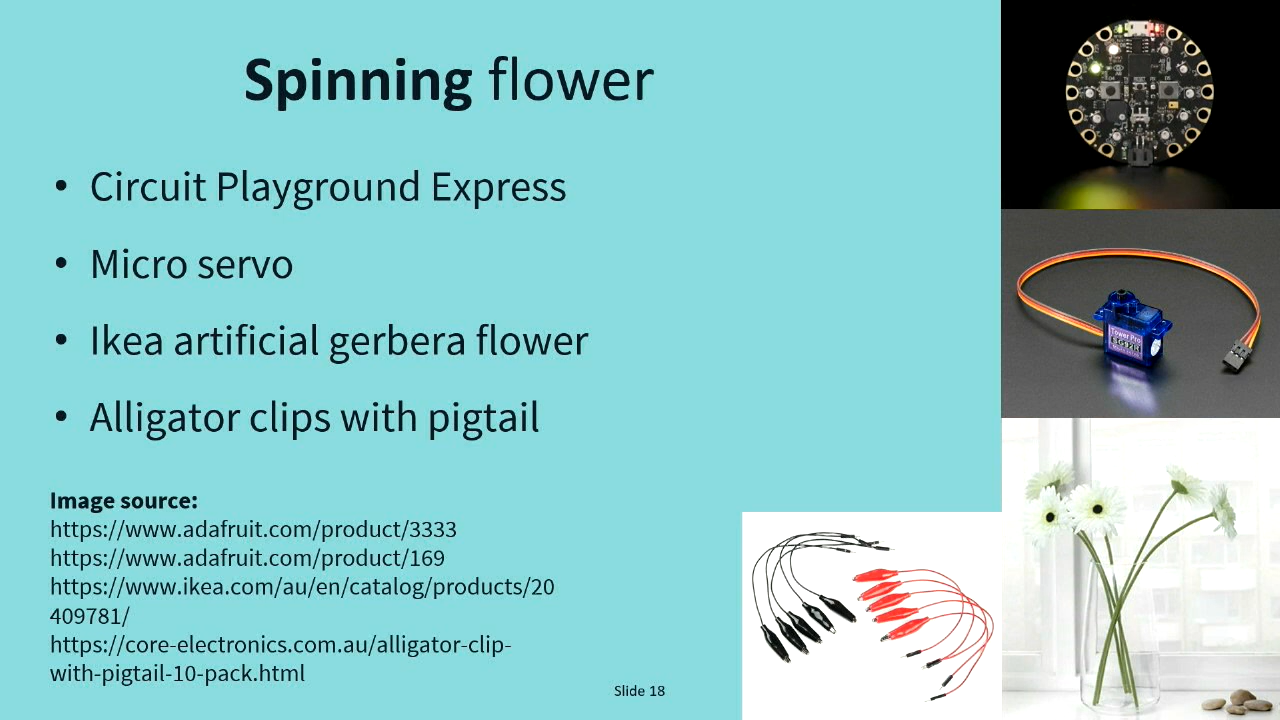 Spinning flower
• Circuit Playground Express
• Micro servo
• Ikea artificial gerbera flower
• Alligator clips with pigtail
Image source:
https://www.adafruit.com/product/3333
https://www.adafruit.com/product/169
https://www.ikea.com/au/en/catalog/products/20
409781/
https://core-electronics.com.au/alligator-clip-
with-pigtail-10-pack.html
Slide 18
Tower Pro